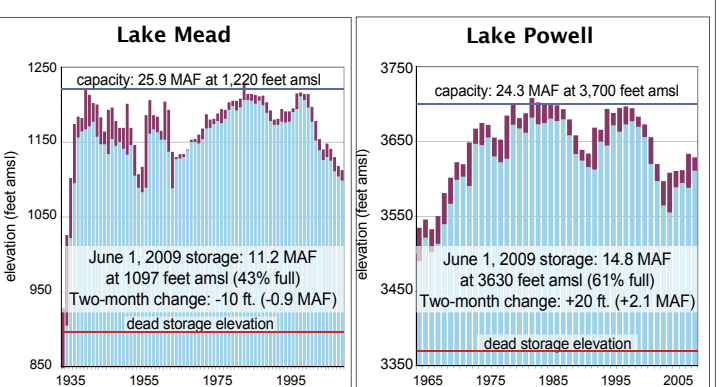 Lake Mead
1250
capacity: 25.9 MAF at 1,220 feet amsl
1150
1050
elevation (feet amsl)
June 1, 2009 storage: 11.2 MAF
at 1097 feet amsl (43% full)
950
Two-month change: -10 ft. (-0.9 MAF)
dead storage elevation
850
1935 1955 1975 1995
Lake Powell
3750
capacity: 24.3 MAF at 3,700 feet amsl
3650
3550
elevation (feet amsl)
June 1, 2009 storage: 14.8 MAF
at 3630 feet amsl (61% full)
3450
Two-month change: +20 ft. (+2.1 MAF)
dead storage elevation
3350
1965 1975 1985 1995 2005